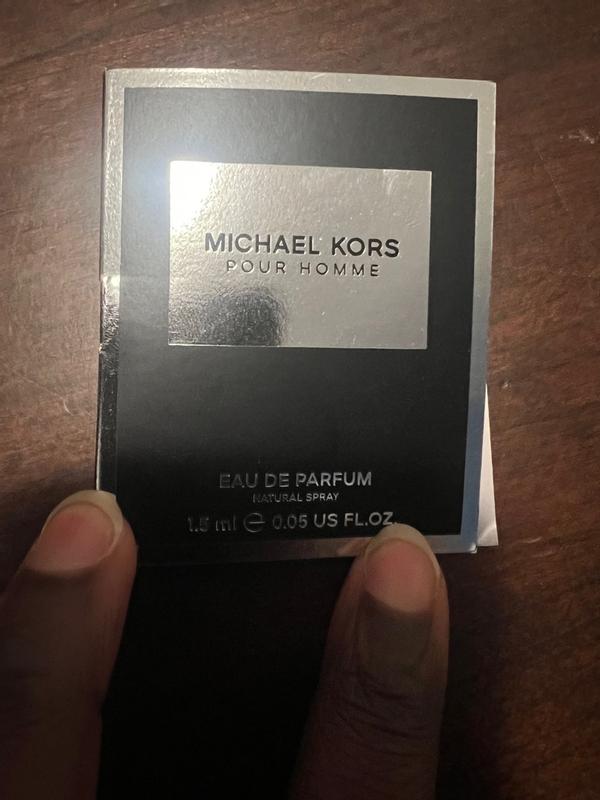 MICHAEL KORS
POUR HOMME
EAU DE PARFUM
NATURAL SPRAY
1.5 ml ℮ 0.05 US FL.OZ.